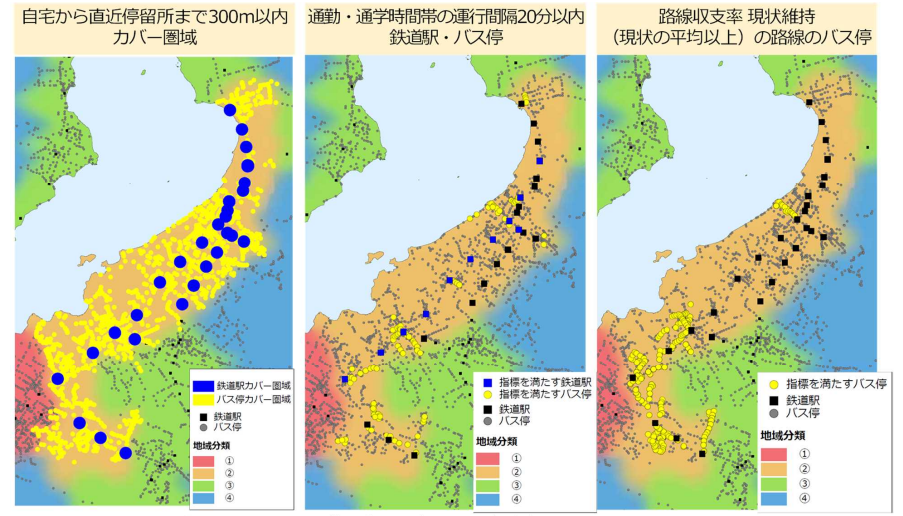 自宅から直近停留所まで300m以内
カバー圏域
鉄道駅カバー圏域
バス停カバー圏域
鉄道駅
バス停
地域分類
①
②
③
④
通勤・通学時間帯の運行間隔20分以内
鉄道駅・バス停
指標を満たす鉄道駅
指標を満たすバス停
鉄道駅
バス停
地域分類
①
②
③
④
路線収支率 現状維持
（現状の平均以上）の路線のバス停
指標を満たすバス停
鉄道駅
バス停
地域分類
①
②
③
④